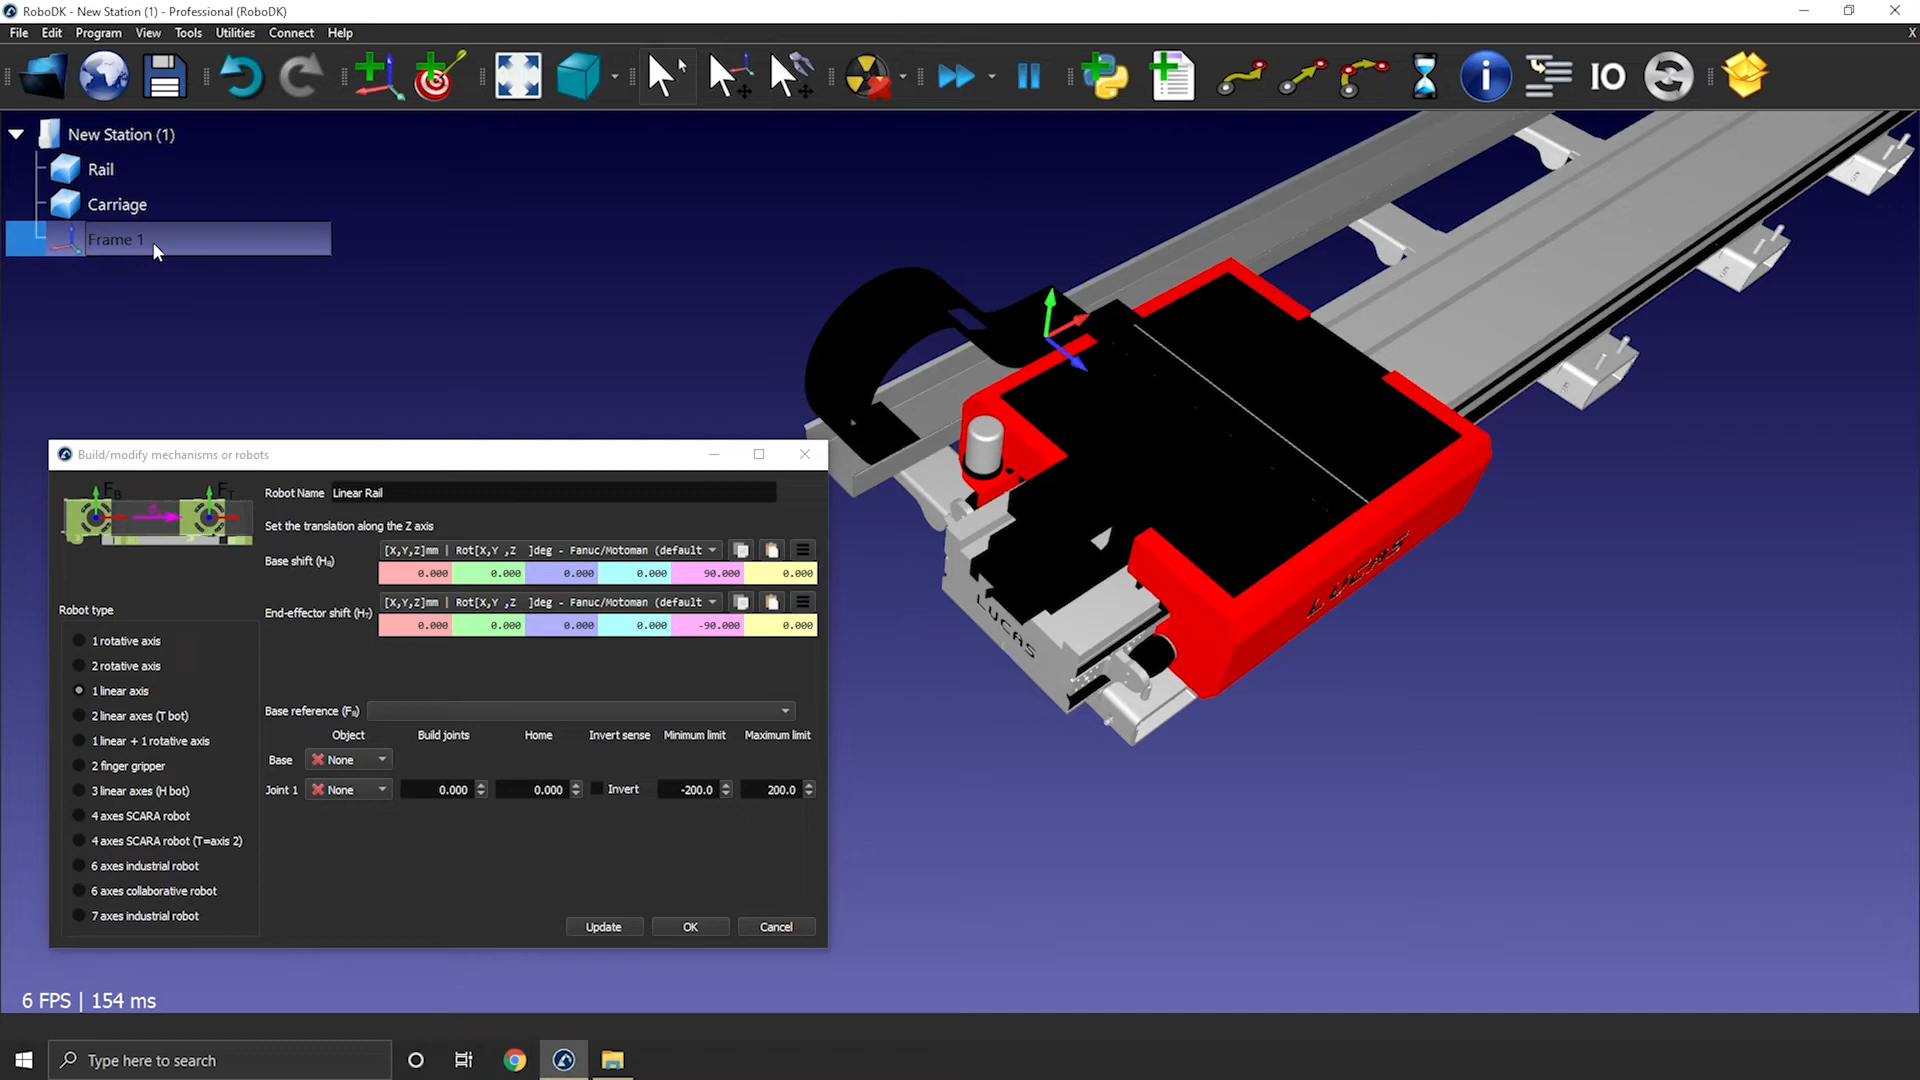 RoboDK - New Station (1) - Professional (RoboDK)
File Edit Program View Tools Utilities Connect Help X
IO
New Station (1)
Rail
Carriage
Frame 1
LUCAS
LUCAS
Build/modify mechanisms or robots
Robot Name Linear Rail
Set the translation along the Z axis
[X,Y,Z]mm | Rot[X,Y ,Z ]deg - Fanuc/Motoman (default
Base shift (HB)
0.000 0.000 0.000 0.000 90.000 0.000
[X,Y,Z]mm | Rot[X,Y ,Z ]deg - Fanuc/Motoman (default
End-effector shift (HT)
0.000 0.000 0.000 0.000 -90.000 0.000
Robot type
1 rotative axis
2 rotative axis
1 linear axis
2 linear axes (T bot)
1 linear + 1 rotative axis
2 finger gripper
3 linear axes (H bot)
4 axes SCARA robot
4 axes SCARA robot (T=axis 2)
6 axes industrial robot
6 axes collaborative robot
7 axes industrial robot
Base reference (FB)
Object Build joints Home Invert sense Minimum limit Maximum limit
Base None
Joint 1 None 0.000 0.000 Invert -200.0 200.0
Update OK Cancel
6 FPS | 154 ms
Type here to search